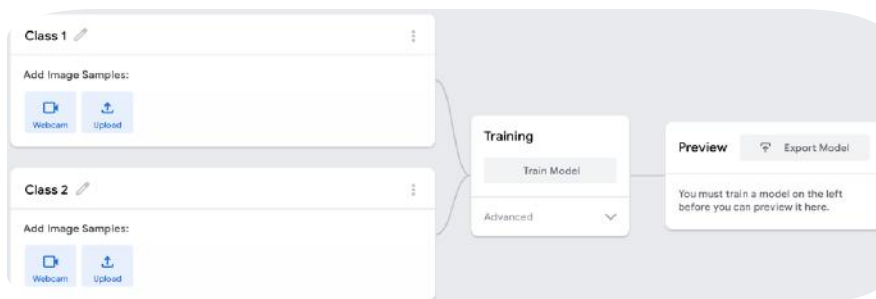 Class 1
Add Image Samples:
Webcam
Upload
Class 2
Add Image Samples:
Webcam
Upload
Training
Train Model
Advanced
Preview
Export Model
You must train a model on the left
before you can preview it here.